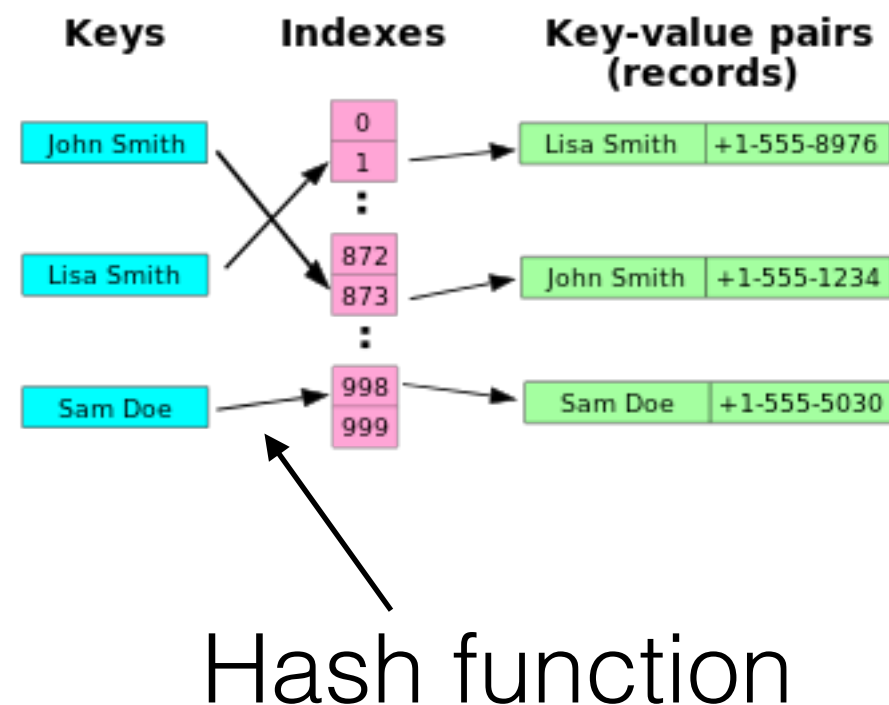 Keys
Indexes
Key-value pairs
(records)
John Smith
Lisa Smith
Sam Doe
0
1
:
872
873
:
998
999
Lisa Smith +1-555-8976
John Smith +1-555-1234
Sam Doe +1-555-5030
Hash function